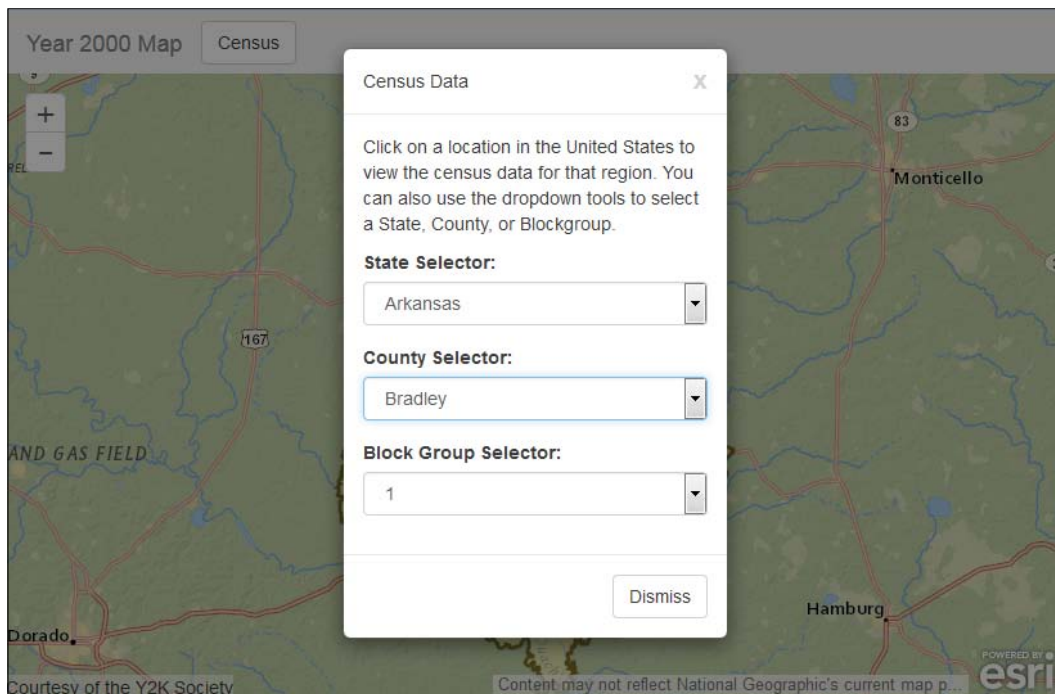 Year 2000 Map
Census
9
+
−
Census Data
X
Click on a location in the United States to
view the census data for that region. You
can also use the dropdown tools to select
a State, County, or Blockgroup.
State Selector:
Arkansas
County Selector:
Bradley
Block Group Selector:
1
Dismiss
83
Monticello
167
AND GAS FIELD
Hamburg
Dorado
Courtesy of the Y2K Society
Content may not reflect National Geographic's current map p...
POWERED BY
esri